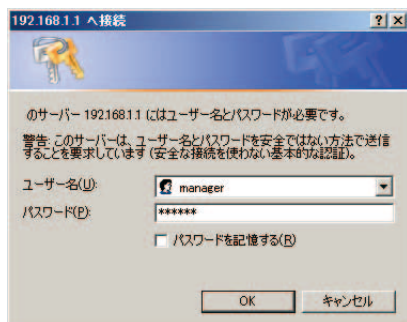 192.168.1.1 へ接続
のサーバー 192.168.1.1 にはユーザー名とパスワードが必要です。
警告: このサーバーは、ユーザー名とパスワードを安全ではない方法で送信
することを要求しています (安全な接続を使わない基本的な認証)。
ユーザー名(U):
manager
パスワード(P):
******
パスワードを記憶する(R)
OK
キャンセル